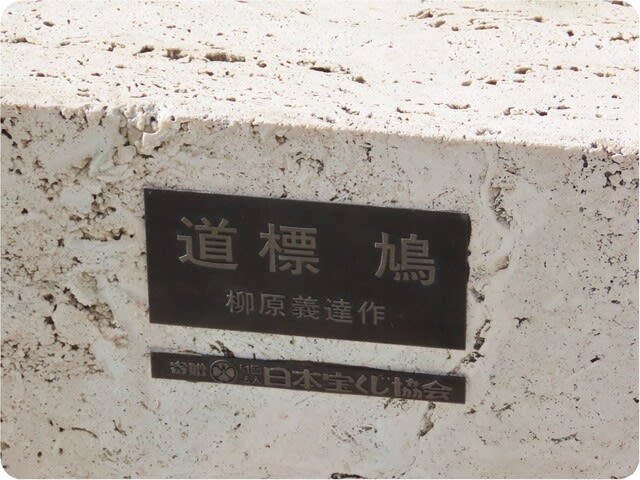 道標 鳩
柳原義達作
寄贈 日本宝くじ協会